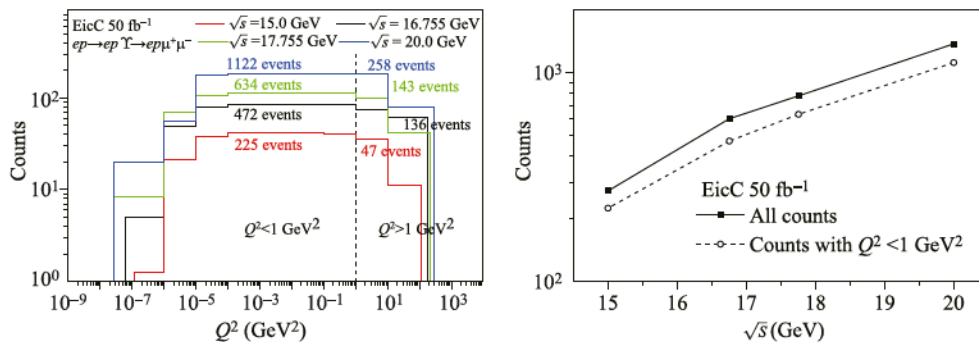 EicC 50 fb⁻¹
√s =15.0 GeV
√s = 16.755 GeV
ep→ep ϒ→epμ⁺μ⁻
√s =17.755 GeV
√s = 20.0 GeV
1122 events
258 events
634 events
143 events
472 events
136 events
225 events
47 events
Q²<1 GeV²
Q²>1 GeV²
Counts
10²
10¹
10⁰
10⁻⁹
10⁻⁷
10⁻⁵
10⁻³
10⁻¹
10¹
10³
Q² (GeV²)
Counts
10³
10²
EicC 50 fb⁻¹
All counts
Counts with Q² <1 GeV²
15
16
17
18
19
20
√s (GeV)